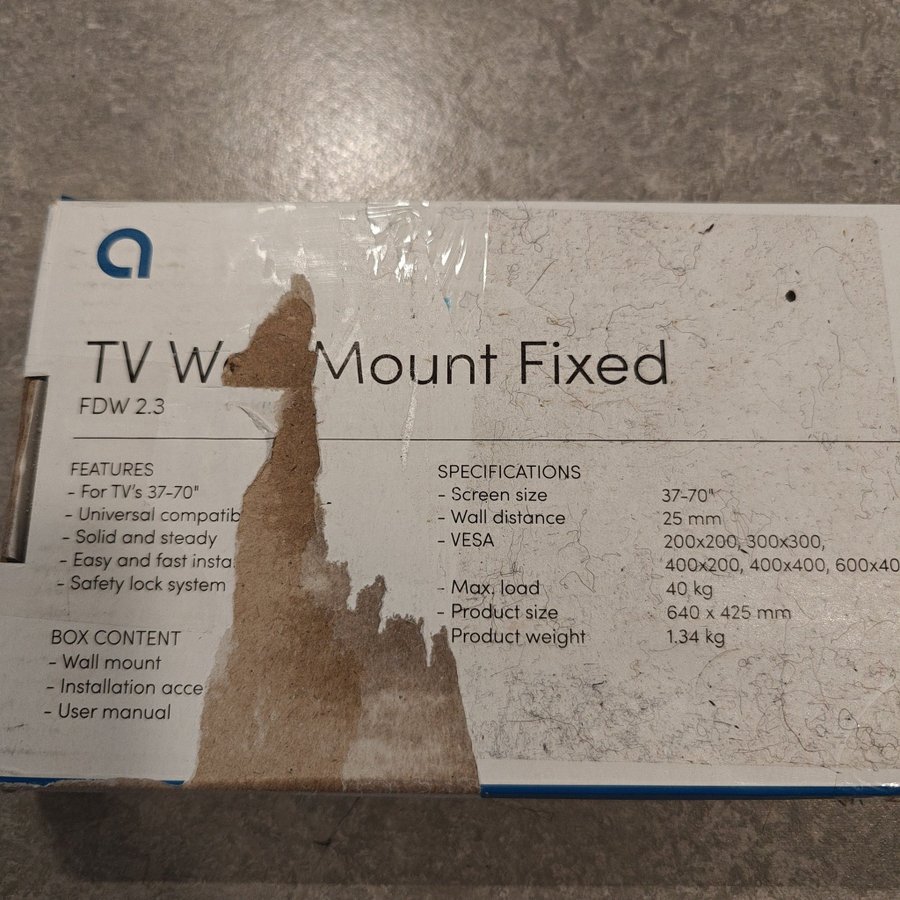 a
TV W Mount Fixed
FDW 2.3
FEATURES
- For TV's 37-70"
- Universal compatib
- Solid and steady
- Easy and fast insta
- Safety lock system
BOX CONTENT
- Wall mount
- Installation acce
- User manual
SPECIFICATIONS
- Screen size 37-70"
- Wall distance 25 mm
- VESA 200x200, 300x300,
400x200, 400x400, 600x40
- Max. load 40 kg
- Product size 640 x 425 mm
Product weight 1.34 kg